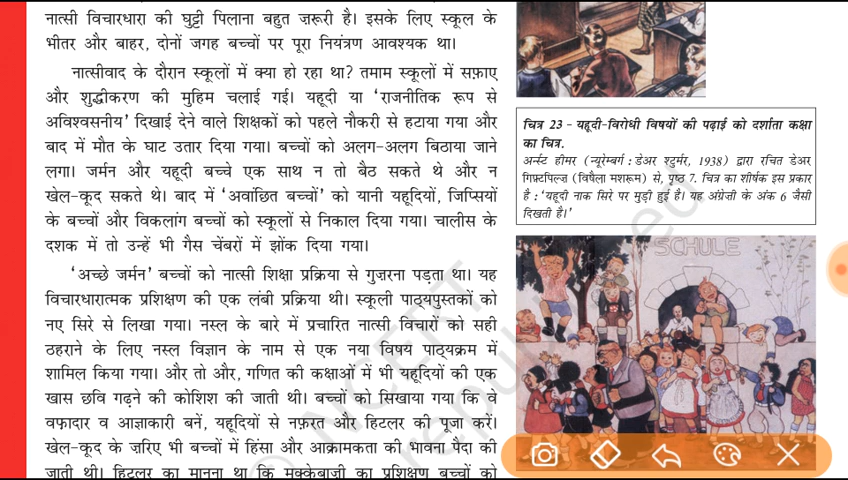 नात्सी विचारधारा की घुट्टी पिलाना बहुत ज़रूरी है। इसके लिए स्कूल के
भीतर और बाहर, दोनों जगह बच्चों पर पूरा नियंत्रण आवश्यक था।
नात्सीवाद के दौरान स्कूलों में क्या हो रहा था? तमाम स्कूलों में सफ़ाए
और शुद्धीकरण की मुहिम चलाई गई। यहूदी या ‘राजनीतिक रूप से
अविश्वसनीय’ दिखाई देने वाले शिक्षकों को पहले नौकरी से हटाया गया और
बाद में मौत के घाट उतार दिया गया। बच्चों को अलग-अलग बिठाया जाने
लगा। जर्मन और यहूदी बच्चे एक साथ न तो बैठ सकते थे और न
खेल-कूद सकते थे। बाद में ‘अवांछित बच्चों’ को यानी यहूदियों, जिप्सियों
के बच्चों और विकलांग बच्चों को स्कूलों से निकाल दिया गया। चालीस के
दशक में तो उन्हें भी गैस चेंबरों में झोंक दिया गया।
‘अच्छे जर्मन’ बच्चों को नात्सी शिक्षा प्रक्रिया से गुज़रना पड़ता था। यह
विचारधारात्मक प्रशिक्षण की एक लंबी प्रक्रिया थी। स्कूली पाठ्यपुस्तकों को
नए सिरे से लिखा गया। नस्ल के बारे में प्रचारित नात्सी विचारों को सही
ठहराने के लिए नस्ल विज्ञान के नाम से एक नया विषय पाठ्यक्रम में
शामिल किया गया। और तो और, गणित की कक्षाओं में भी यहूदियों की एक
खास छवि गढ़ने की कोशिश की जाती थी। बच्चों को सिखाया गया कि वे
वफ़ादार व आज्ञाकारी बनें, यहूदियों से नफ़रत और हिटलर की पूजा करें।
खेल-कूद के ज़रिए भी बच्चों में हिंसा और आक्रामकता की भावना पैदा की
जाती थी। हिटलर का मानना था कि मुक्केबाज़ी का प्रशिक्षण बच्चों को
चित्र 23 - यहूदी-विरोधी विषयों की पढ़ाई को दर्शाता कक्षा
का चित्र.
अर्न्स्ट हीमर (न्यूरेम्बर्ग : डेअर श्टुर्मर, 1938) द्वारा रचित डेअर
गिफ़्टपिल्ज़ (विषैला मशरूम) से, पृष्ठ 7. चित्र का शीर्षक इस प्रकार
है : ‘यहूदी नाक सिरे पर मुड़ी हुई है। यह अंग्रेज़ी के अंक 6 जैसी
दिखती है।’
SCHULE
© NCERT
republished